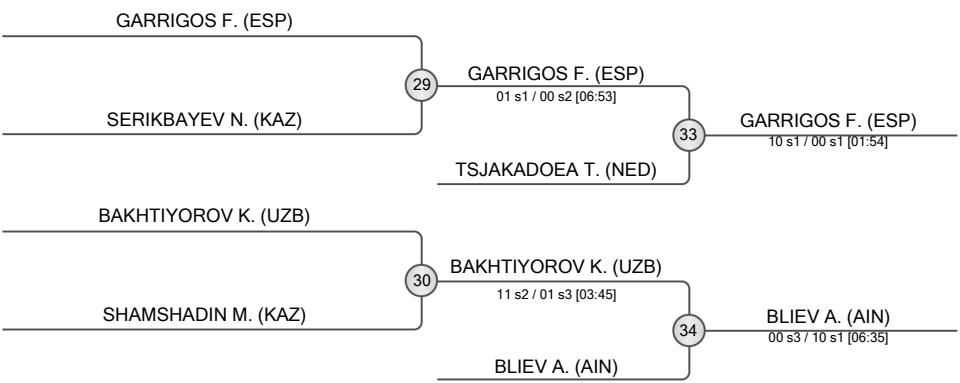 GARRIGOS F. (ESP)
29
GARRIGOS F. (ESP)
01 s1 / 00 s2 [06:53]
SERIKBAYEV N. (KAZ)
33
GARRIGOS F. (ESP)
10 s1 / 00 s1 [01:54]
TSJAKADOEA T. (NED)
BAKHTIYOROV K. (UZB)
30
BAKHTIYOROV K. (UZB)
11 s2 / 01 s3 [03:45]
SHAMSHADIN M. (KAZ)
34
BLIEV A. (AIN)
00 s3 / 10 s1 [06:35]
BLIEV A. (AIN)